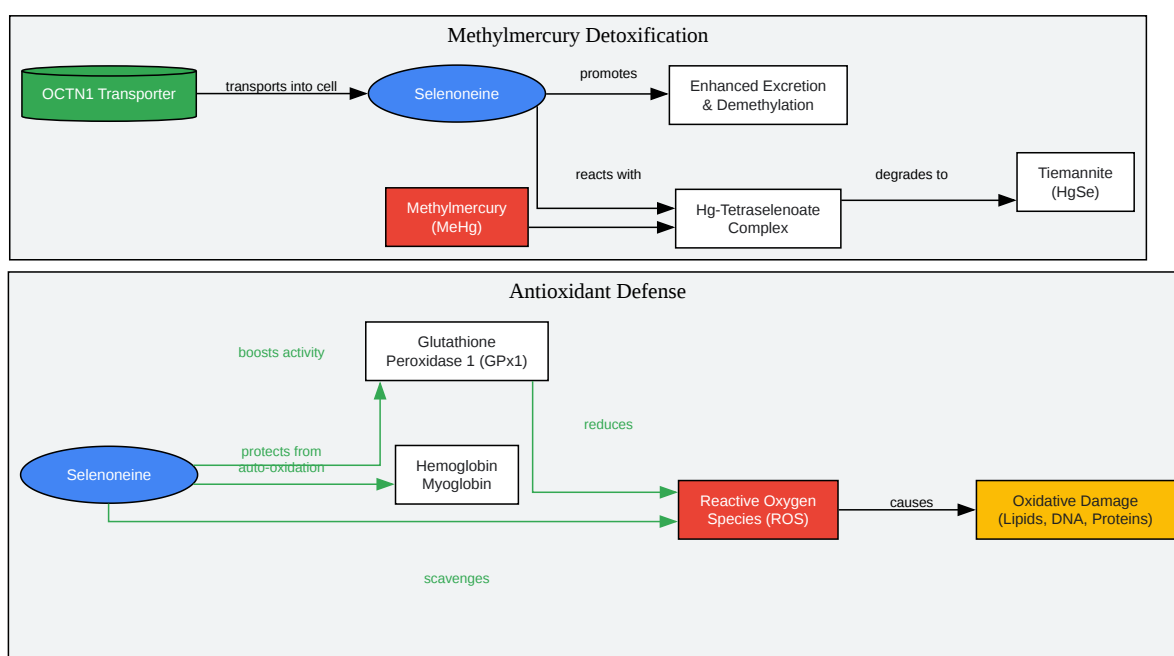 Methylmercury Detoxification
OCTN1 Transporter
transports into cell
Selenoneine
promotes
Enhanced Excretion
& Demethylation
Methylmercury
(MeHg)
reacts with
Hg-Tetraselenoate
Complex
degrades to
Tiemannite
(HgSe)
Antioxidant Defense
boosts activity
Glutathione
Peroxidase 1 (GPx1)
reduces
Selenoneine
protects from
auto-oxidation
Hemoglobin
Myoglobin
Reactive Oxygen
Species (ROS)
causes
Oxidative Damage
(Lipids, DNA, Proteins)
scavenges